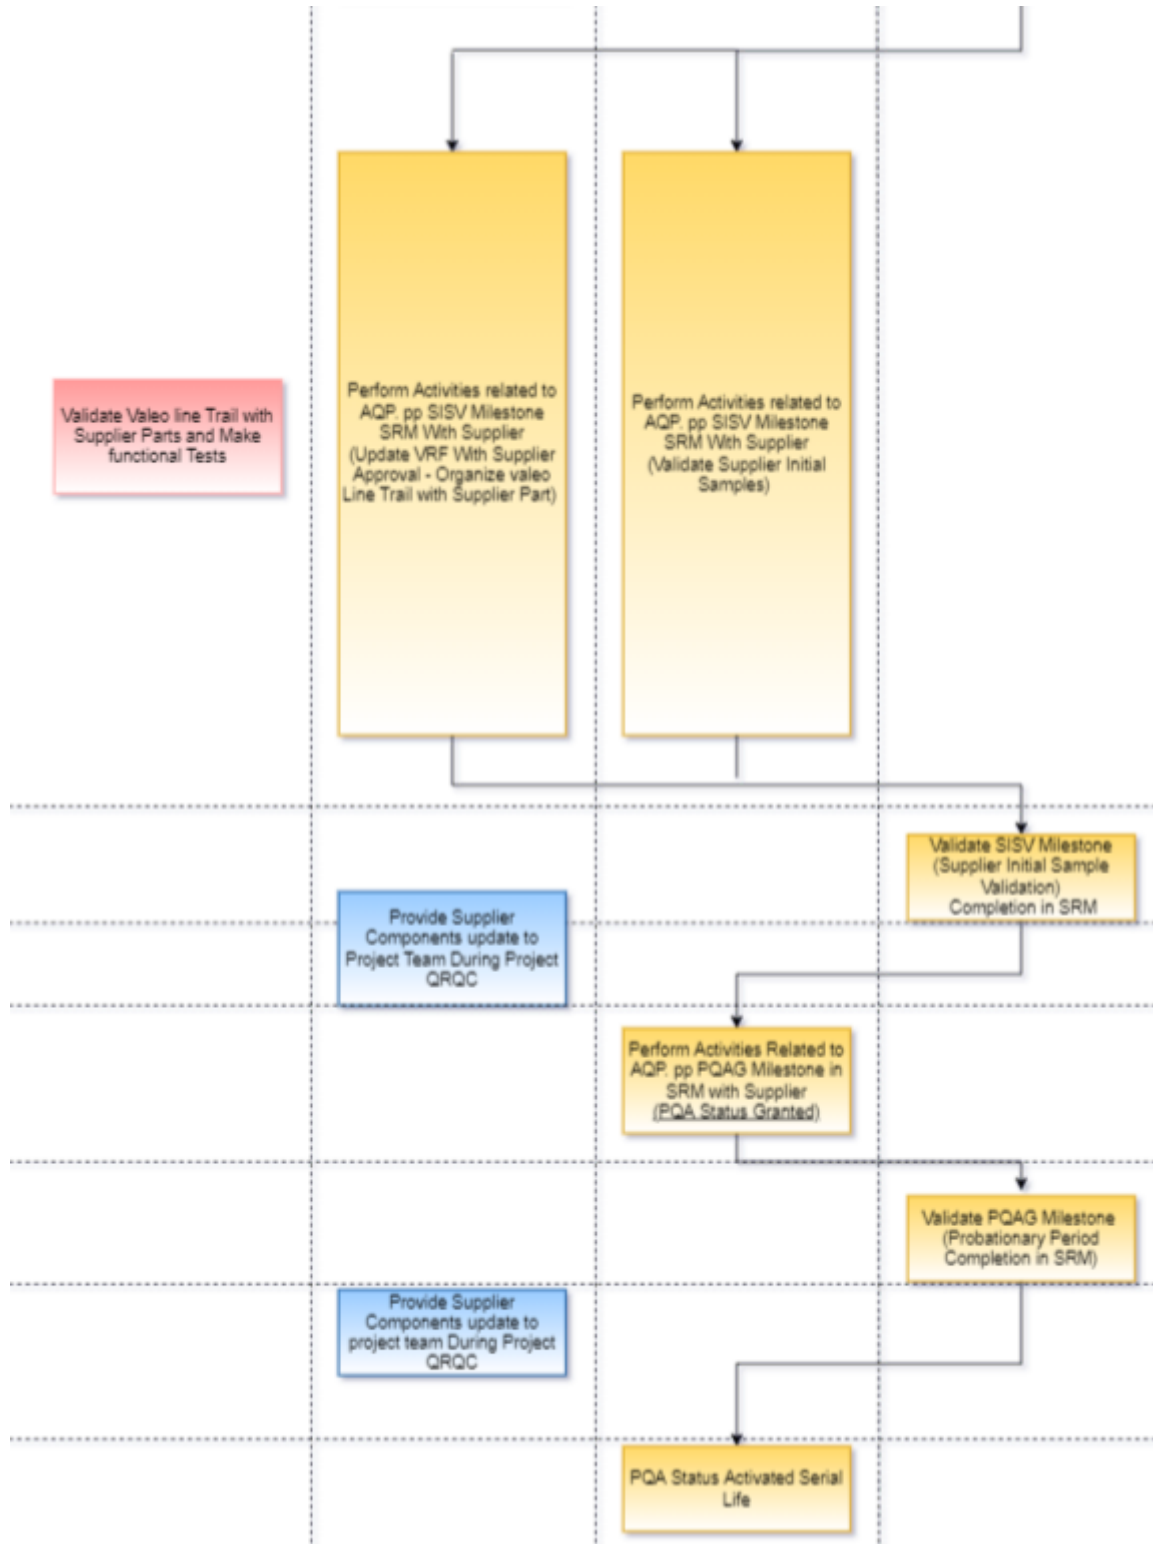 Validate Valeo line Trail with
Supplier Parts and Make
functional Tests
Perform Activities related to
AQP. pp SISV Milestone
SRM With Supplier
(Update VRF With Supplier
Approval - Organize valeo
Line Trail with Supplier Part)
Perform Activities related to
AQP. pp SISV Milestone
SRM With Supplier
(Validate Supplier Initial
Samples)
Validate SISV Milestone
(Supplier Initial Sample
Validation)
Completion in SRM
Provide Supplier
Components update to
Project Team During Project
QRQC
Perform Activities Related to
AQP. pp PQAG Milestone in
SRM with Supplier
(PQA Status Granted)
Validate PQAG Milestone
(Probationary Period
Completion in SRM)
Provide Supplier
Components update to
project team During Project
QRQC
PQA Status Activated Serial
Life